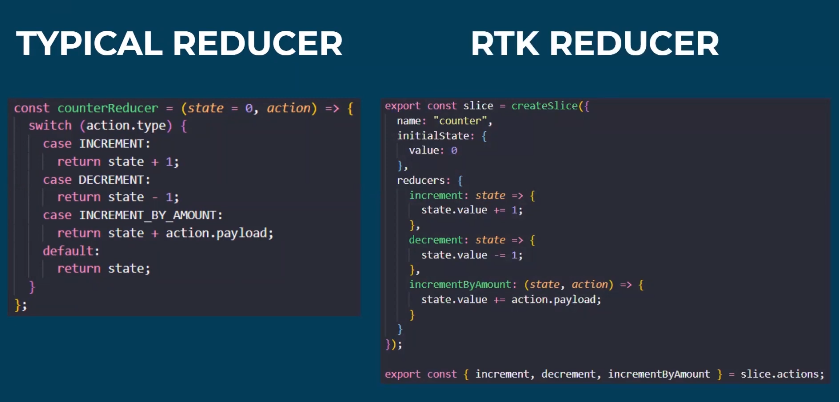 TYPICAL REDUCER
const counterReducer = (state = 0, action) => {
  switch (action.type) {
    case INCREMENT:
      return state + 1;
    case DECREMENT:
      return state - 1;
    case INCREMENT_BY_AMOUNT:
      return state + action.payload;
    default:
      return state;
  }
};
RTK REDUCER
export const slice = createSlice({
  name: "counter",
  initialState: {
    value: 0
  },
  reducers: {
    increment: state => {
      state.value += 1;
    },
    decrement: state => {
      state.value -= 1;
    },
    incrementByAmount: (state, action) => {
      state.value += action.payload;
    }
  }
});
export const { increment, decrement, incrementByAmount } = slice.actions;